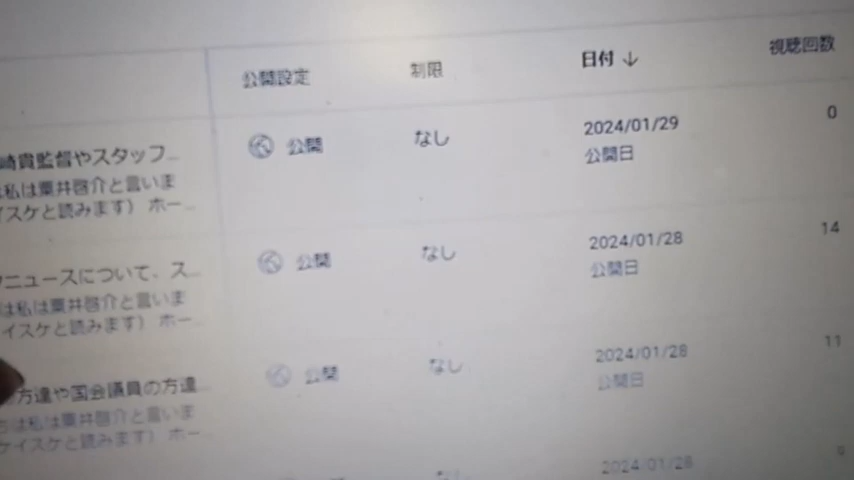 公開設定 制限 日付 ↓ 視聴回数
崎貴監督やスタッフ...
公開 なし 2024/01/29 0
は私は粟井啓介と言いま
公開日
イスケと読みます） ホー...
ニュースについて、ス...
公開 なし 2024/01/28 14
は私は粟井啓介と言いま
公開日
イスケと読みます） ホー...
方達や国会議員の方達...
公開 なし 2024/01/28 11
は私は粟井啓介と言いま
公開日
ケイスケと読みます） ホー...
2024/01/28